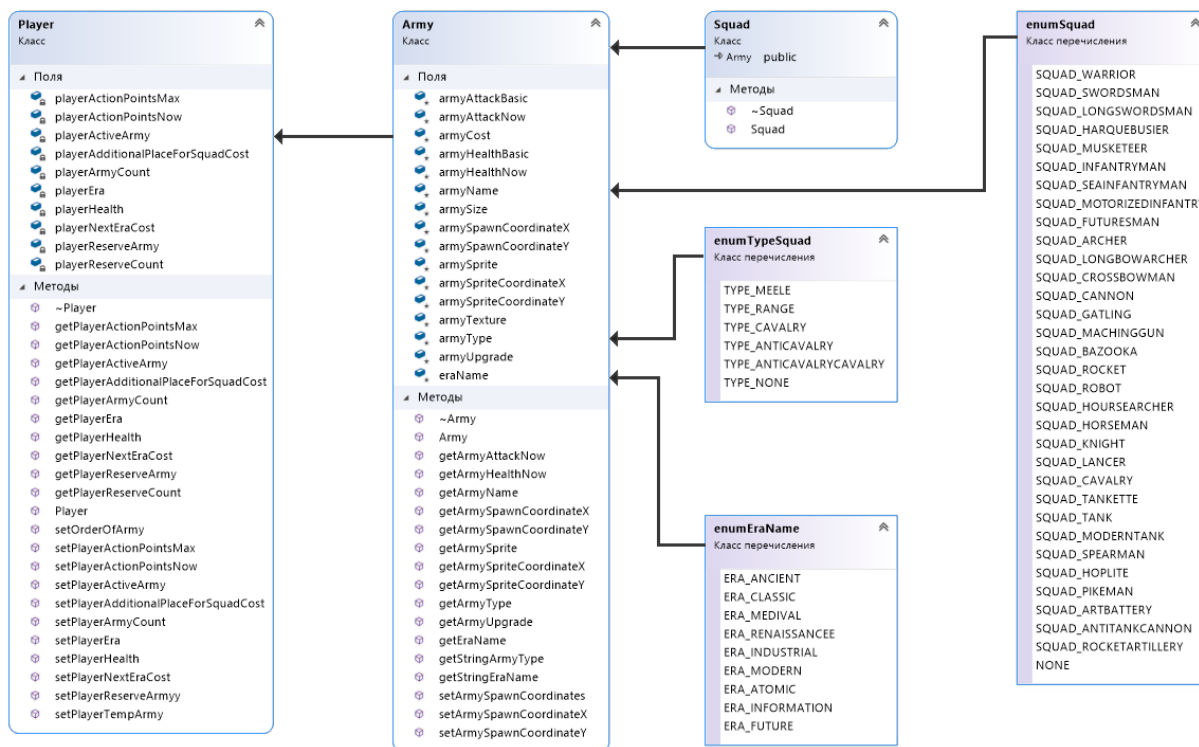 Player
Класс
Поля
playerActionPointsMax
playerActionPointsNow
playerActiveArmy
playerAdditionalPlaceForSquadCost
playerArmyCount
playerEra
playerHealth
playerNextEraCost
playerReserveArmy
playerReserveCount
Методы
~Player
getPlayerActionPointsMax
getPlayerActionPointsNow
getPlayerActiveArmy
getPlayerAdditionalPlaceForSquadCost
getPlayerArmyCount
getPlayerEra
getPlayerHealth
getPlayerNextEraCost
getPlayerReserveArmy
getPlayerReserveCount
Player
setOrderOfArmy
setPlayerActionPointsMax
setPlayerActionPointsNow
setPlayerActiveArmy
setPlayerAdditionalPlaceForSquadCost
setPlayerArmyCount
setPlayerEra
setPlayerHealth
setPlayerNextEraCost
setPlayerReserveArmyy
setPlayerTempArmy
Army
Класс
Поля
armyAttackBasic
armyAttackNow
armyCost
armyHealthBasic
armyHealthNow
armyName
armySize
armySpawnCoordinateX
armySpawnCoordinateY
armySprite
armySpriteCoordinateX
armySpriteCoordinateY
armyTexture
armyType
armyUpgrade
eraName
Методы
~Army
Army
getArmyAttackNow
getArmyHealthNow
getArmyName
getArmySpawnCoordinateX
getArmySpawnCoordinateY
getArmySprite
getArmySpriteCoordinateX
getArmySpriteCoordinateY
getArmyType
getArmyUpgrade
getEraName
getStringArmyType
getStringEraName
setArmySpawnCoordinates
setArmySpawnCoordinateX
setArmySpawnCoordinateY
Squad
Класс
Army public
Методы
~Squad
Squad
enumTypeSquad
Класс перечисления
TYPE_MEELE
TYPE_RANGE
TYPE_CAVALRY
TYPE_ANTICAVALRY
TYPE_ANTICAVALRYCAVALRY
TYPE_NONE
enumEraName
Класс перечисления
ERA_ANCIENT
ERA_CLASSIC
ERA_MEDIVAL
ERA_RENAISSANCEE
ERA_INDUSTRIAL
ERA_MODERN
ERA_ATOMIC
ERA_INFORMATION
ERA_FUTURE
enumSquad
Класс перечисления
SQUAD_WARRIOR
SQUAD_SWORDSMAN
SQUAD_LONGSWORDSMAN
SQUAD_HARQUEBUSIER
SQUAD_MUSKETEER
SQUAD_INFANTRYMAN
SQUAD_SEAINFANTRYMAN
SQUAD_MOTORIZEDINFANTRY
SQUAD_FUTURESMAN
SQUAD_ARCHER
SQUAD_LONGBOWARCHER
SQUAD_CROSSBOWMAN
SQUAD_CANNON
SQUAD_GATLING
SQUAD_MACHINGGUN
SQUAD_BAZOOKA
SQUAD_ROCKET
SQUAD_ROBOT
SQUAD_HOURSEARCHER
SQUAD_HORSEMAN
SQUAD_KNIGHT
SQUAD_LANCER
SQUAD_CAVALRY
SQUAD_TANKETTE
SQUAD_TANK
SQUAD_MODERNTANK
SQUAD_SPEARMAN
SQUAD_HOPLITE
SQUAD_PIKEMAN
SQUAD_ARTBATTERY
SQUAD_ANTITANKCANNON
SQUAD_ROCKETARTILLERY
NONE